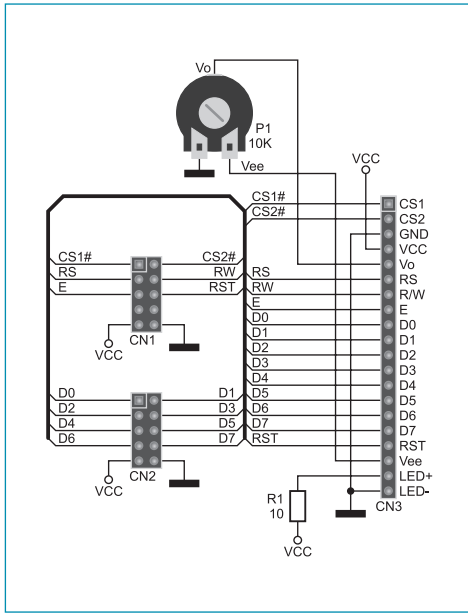 Vo
P1
10K
Vee
VCC
CS1#
CS2#
CS1
CS2
GND
VCC
Vo
RS
R/W
E
D0
D1
D2
D3
D4
D5
D6
D7
RST
Vee
LED+
LED-
CN3
CS1#
RS
E
CS2#
RW
RST
VCC
CN1
RS
RW
E
D0
D1
D2
D3
D4
D5
D6
D7
RST
D0
D2
D4
D6
D1
D3
D5
D7
VCC
CN2
R1
10
VCC